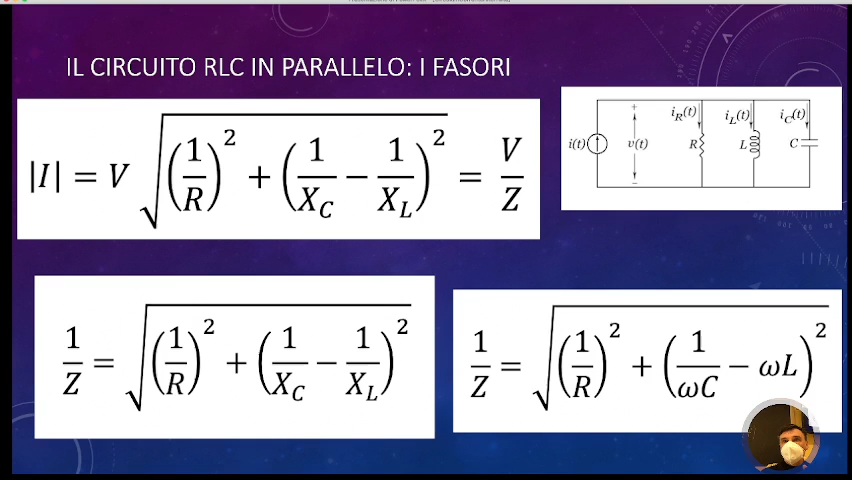 IL CIRCUITO RLC IN PARALLELO: I FASORI
|I| = V √((1/R)² + (1/X_C − 1/X_L)²) = V/Z
i_R(t) i_L(t) i_C(t)
+
i(t) v(t) R L C
−
1/Z = √((1/R)² + (1/X_C − 1/X_L)²)
1/Z = √((1/R)² + (1/ωC − ωL)²)